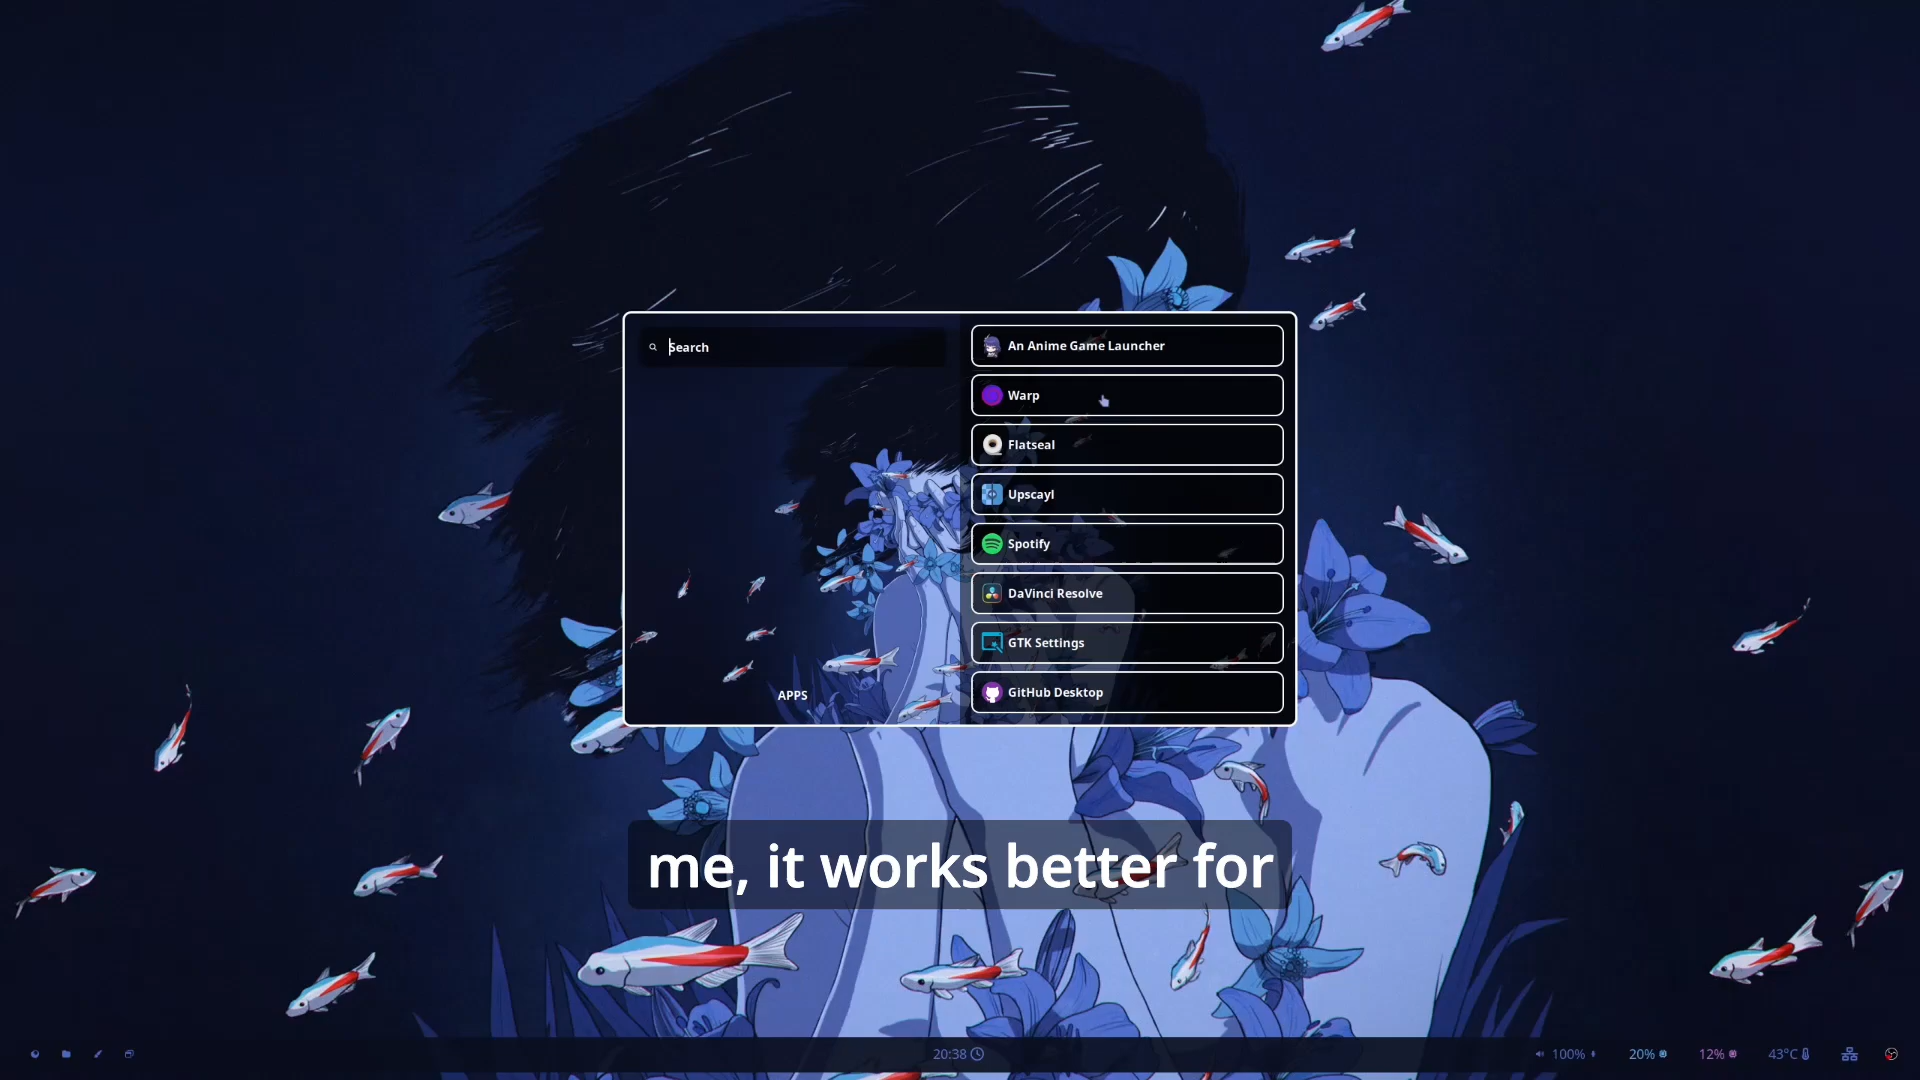 Search
APPS
An Anime Game Launcher
Warp
Flatseal
Upscayl
Spotify
DaVinci Resolve
GTK Settings
GitHub Desktop
me, it works better for
20:38
100%
20%
12%
43°C